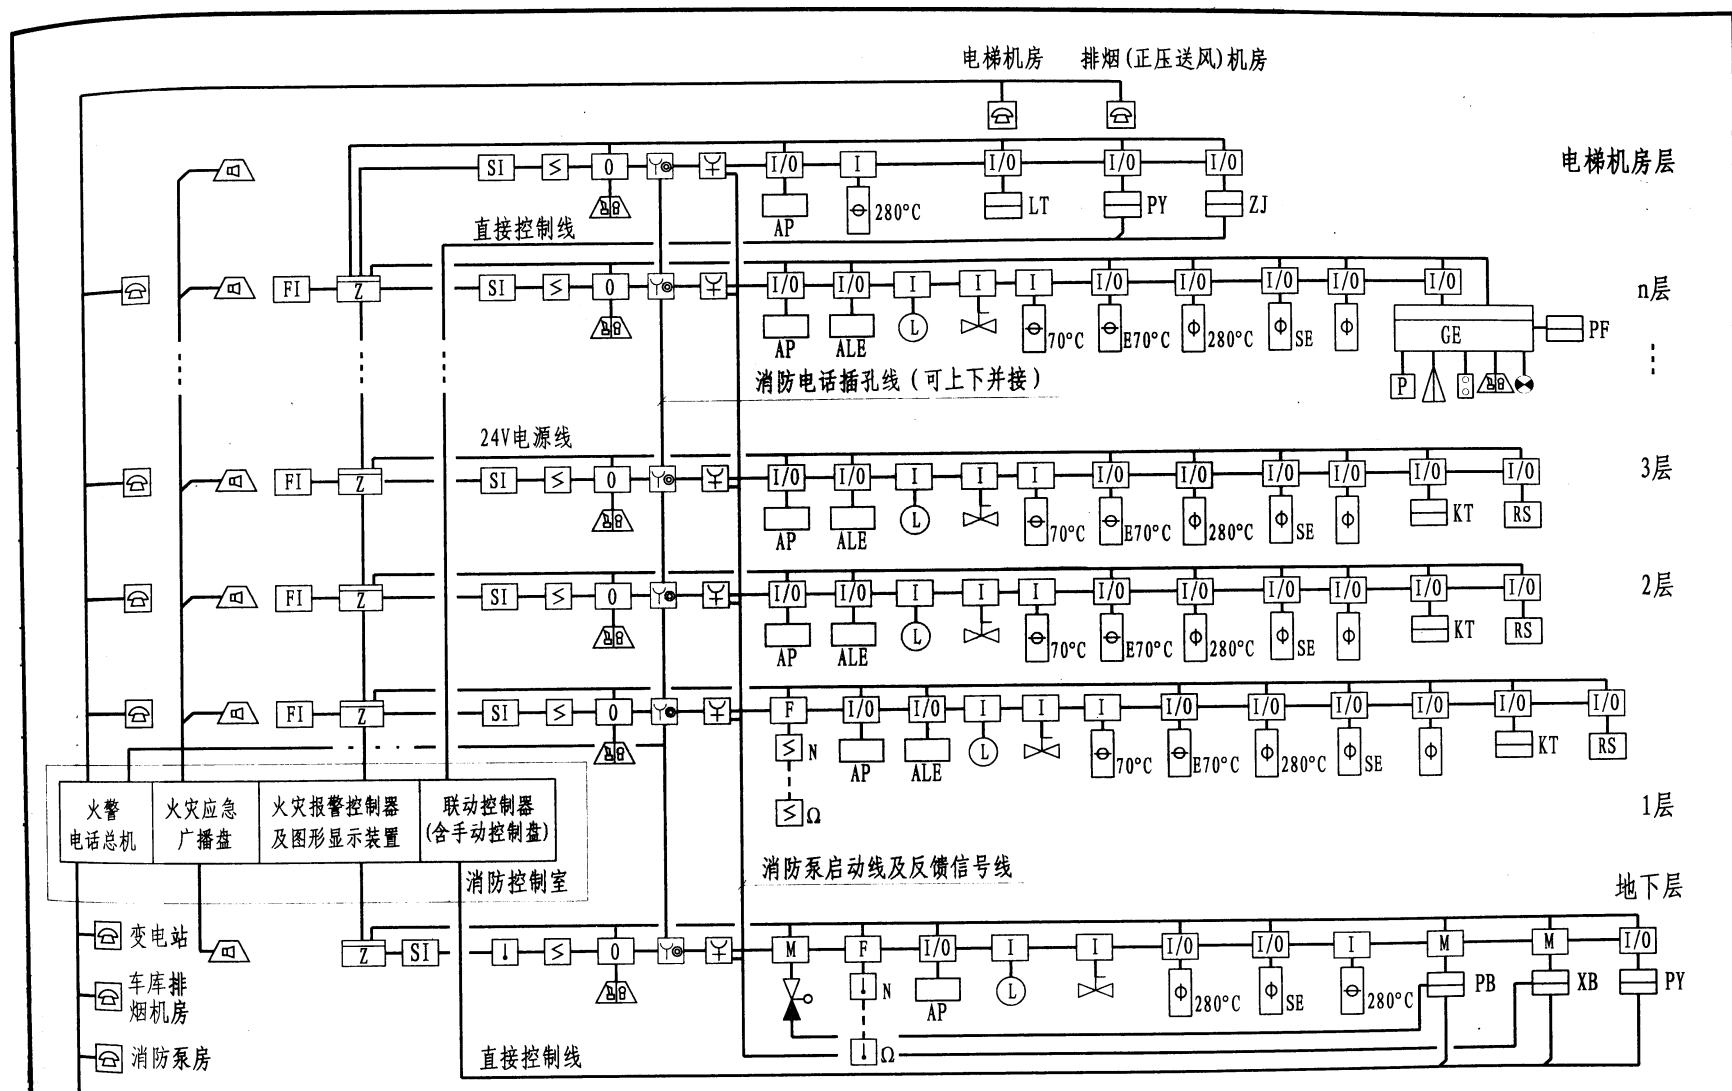 电梯机房 排烟(正压送风)机房
电梯机房层
SI O I/O I I/O I/O I/O
AP 280°C LT PY ZJ
直接控制线
n层
FI Z SI O I/O I/O I I I I/O I/O I/O I/O I/O
L
AP ALE 70°C E70°C 280°C SE GE PF
P
消防电话插孔线(可上下并接)
24V电源线
3层
FI Z SI O I/O I/O I I I I/O I/O I/O I/O I/O I/O
L
AP ALE 70°C E70°C 280°C SE KT RS
2层
FI Z SI O I/O I/O I I I I/O I/O I/O I/O I/O I/O
L
AP ALE 70°C E70°C 280°C SE KT RS
FI Z SI O F I/O I/O I I I I/O I/O I/O I/O I/O I/O
N L
AP ALE 70°C E70°C 280°C SE KT RS
Ω
1层
火警
电话总机
火灾应急
广播盘
火灾报警控制器
及图形显示装置
联动控制器
(含手动控制盘)
消防控制室
消防泵启动线及反馈信号线
地下层
Z SI O M F I/O I I I/O I/O I M M I/O
N L
AP 280°C SE 280°C PB XB PY
Ω
变电站
车库排
烟机房
消防泵房
直接控制线